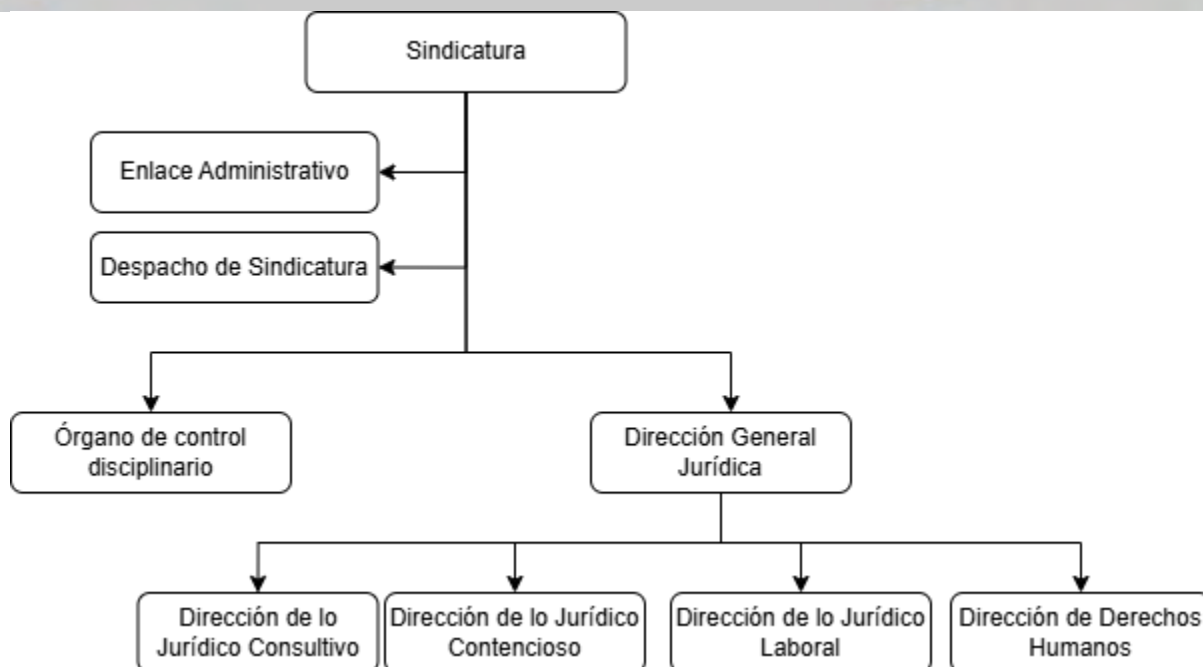 Sindicatura
Enlace Administrativo
Despacho de Sindicatura
Órgano de control
disciplinario
Dirección General
Jurídica
Dirección de lo
Jurídico Consultivo
Dirección de lo Jurídico
Contencioso
Dirección de lo Jurídico
Laboral
Dirección de Derechos
Humanos